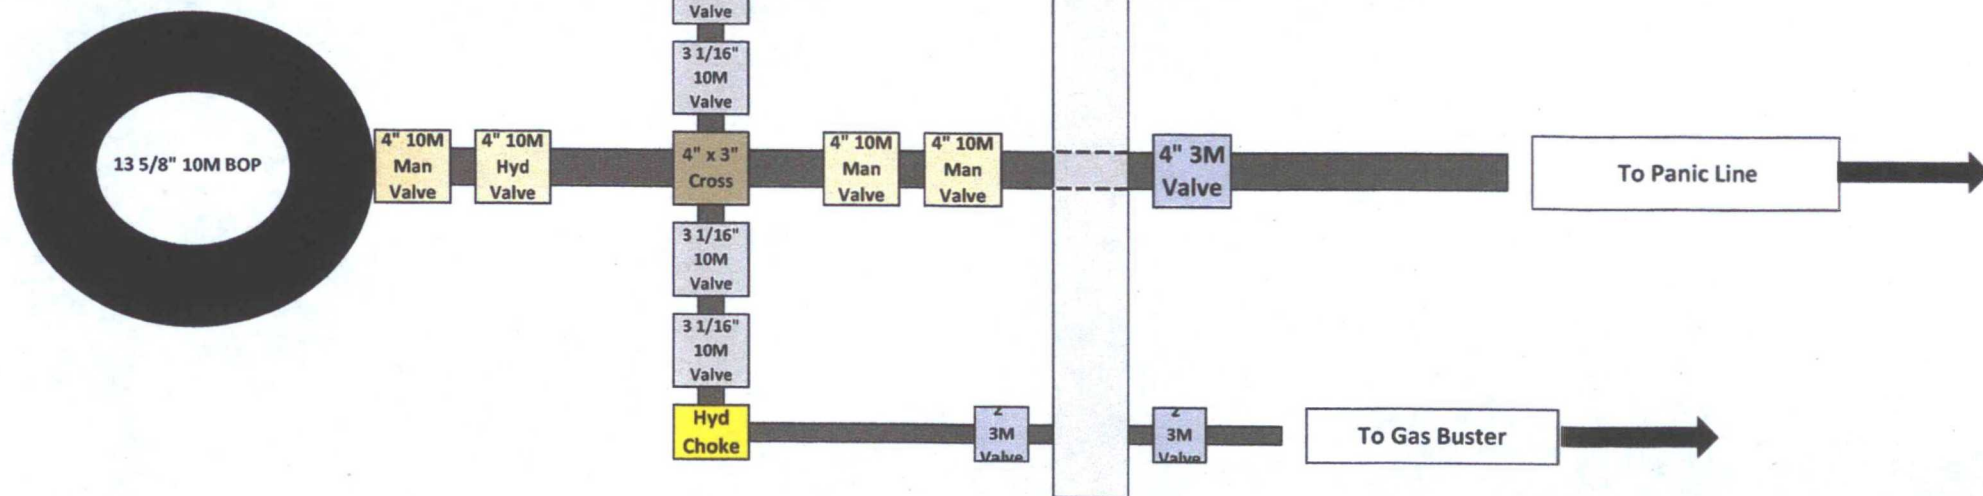 Valve
3 1/16"
10M
Valve
13 5/8" 10M BOP
4" 10M
Man
Valve
4" 10M
Hyd
Valve
4" x 3"
Cross
4" 10M
Man
Valve
4" 10M
Man
Valve
4" 3M
Valve
To Panic Line
3 1/16"
10M
Valve
3 1/16"
10M
Valve
Hyd
Choke
3M
Valve
3M
Valve
To Gas Buster